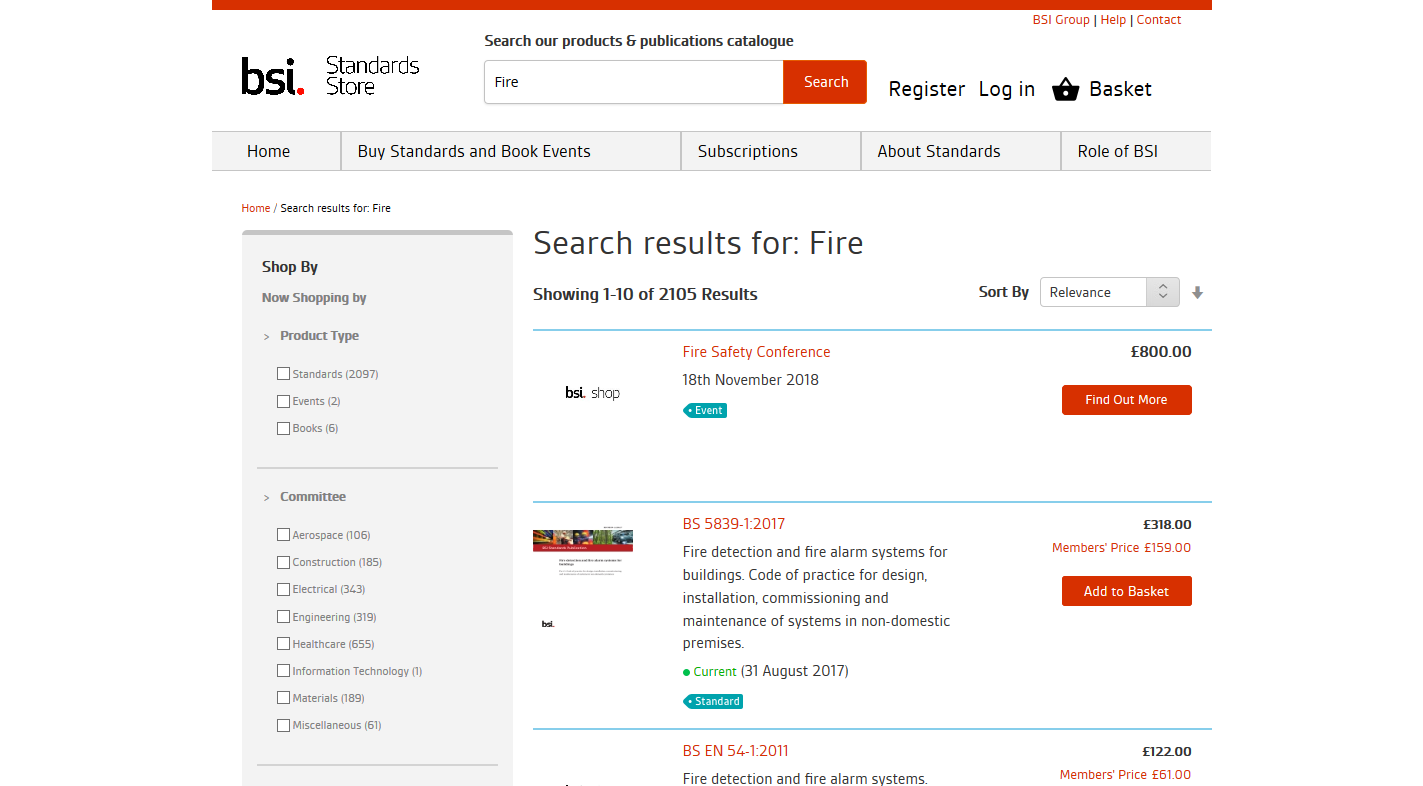 BSI Group | Help | Contact
Search our products & publications catalogue
bsi. Standards Store
Fire
Search
Register Log in Basket
Home
Buy Standards and Book Events
Subscriptions
About Standards
Role of BSI
Home / Search results for: Fire
Shop By
Now Shopping by
> Product Type
Standards (2097)
Events (2)
Books (6)
> Committee
Aerospace (106)
Construction (185)
Electrical (343)
Engineering (319)
Healthcare (655)
Information Technology (1)
Materials (189)
Miscellaneous (61)
Search results for: Fire
Showing 1-10 of 2105 Results
Sort By Relevance
bsi. shop
Fire Safety Conference
18th November 2018
Event
£800.00
Find Out More
bsi.
BS 5839-1:2017
Fire detection and fire alarm systems for
buildings. Code of practice for design,
installation, commissioning and
maintenance of systems in non-domestic
premises.
Current (31 August 2017)
Standard
£318.00
Members' Price £159.00
Add to Basket
BS EN 54-1:2011
Fire detection and fire alarm systems.
£122.00
Members' Price £61.00